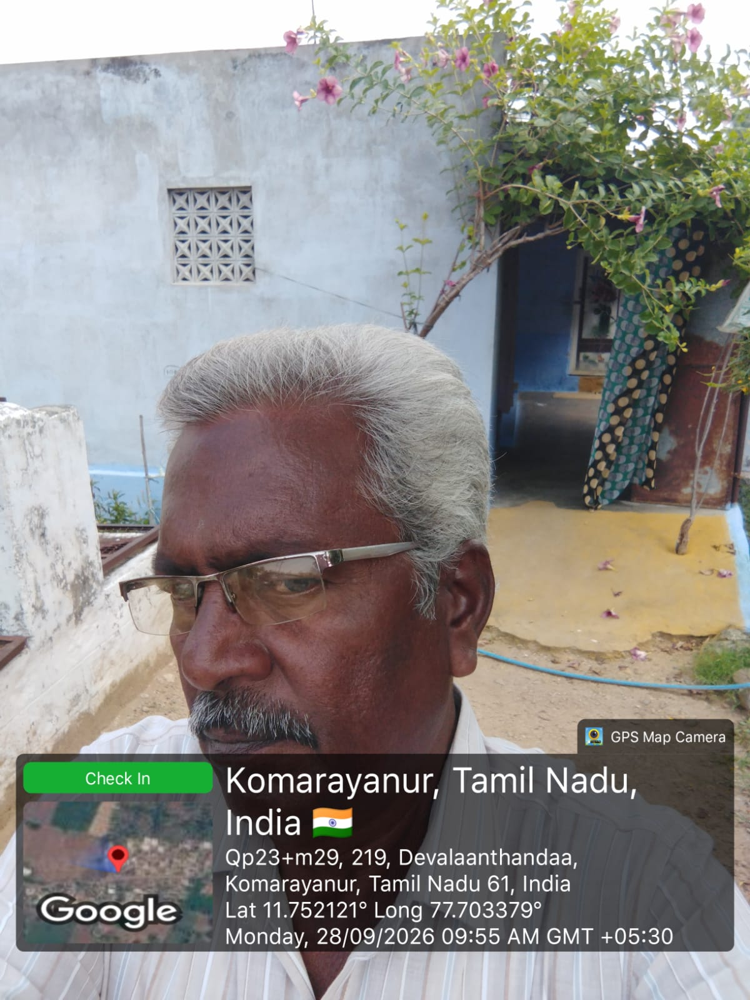 GPS Map Camera
Check In
Komarayanur, Tamil Nadu,
India 🇮🇳
Qp23+m29, 219, Devalaanthandaa,
Komarayanur, Tamil Nadu 61, India
Lat 11.752121° Long 77.703379°
Monday, 28/09/2026 09:55 AM GMT +05:30
Google